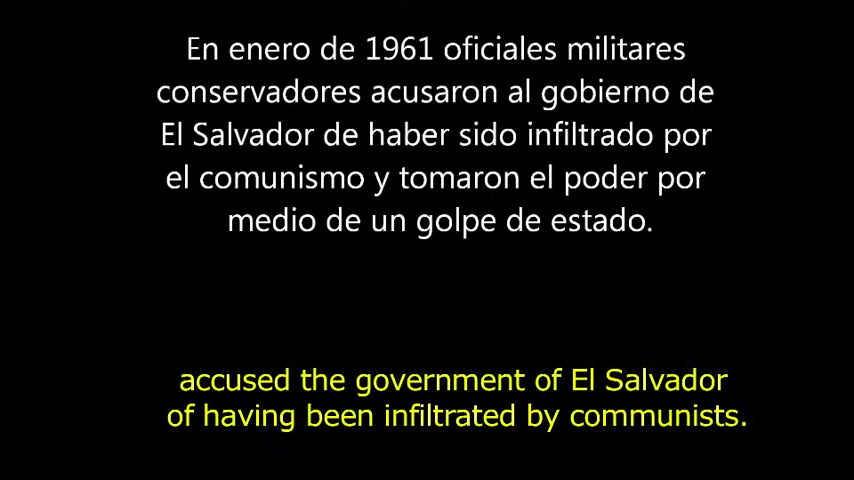 En enero de 1961 oficiales militares
conservadores acusaron al gobierno de
El Salvador de haber sido infiltrado por
el comunismo y tomaron el poder por
medio de un golpe de estado.
accused the government of El Salvador
of having been infiltrated by communists.